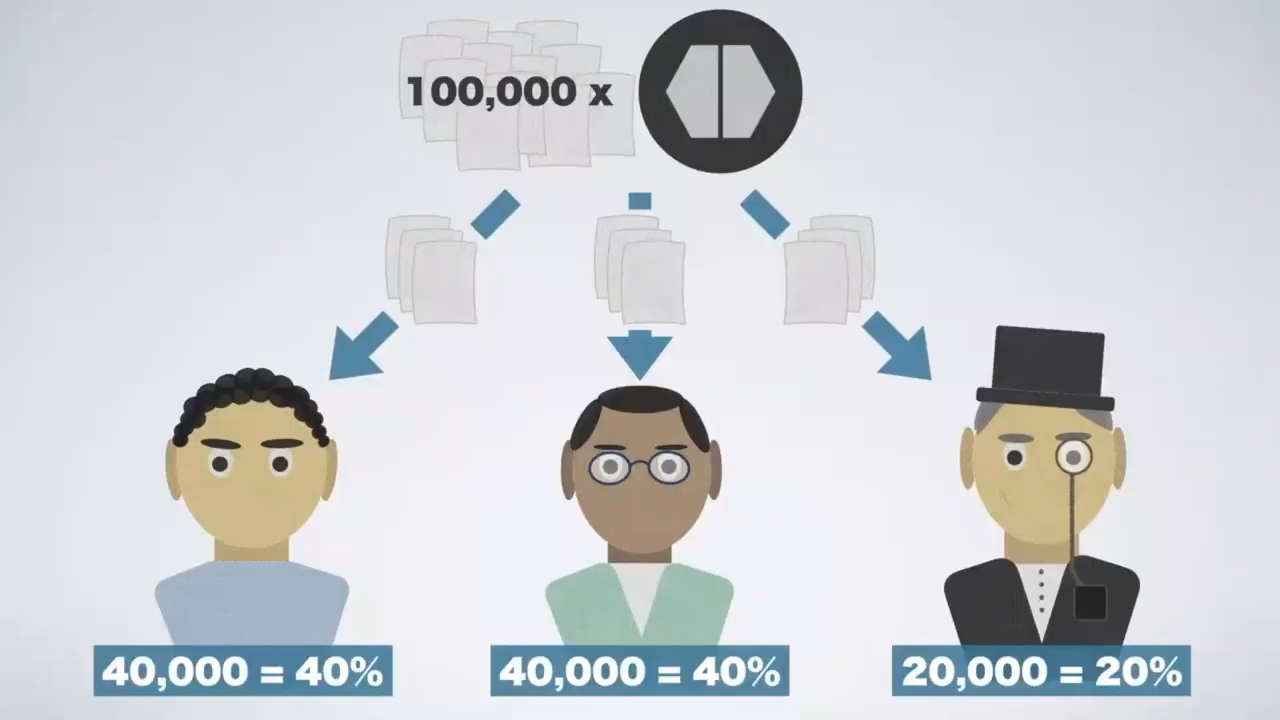 100,000 x
40,000 = 40%
40,000 = 40%
20,000 = 20%